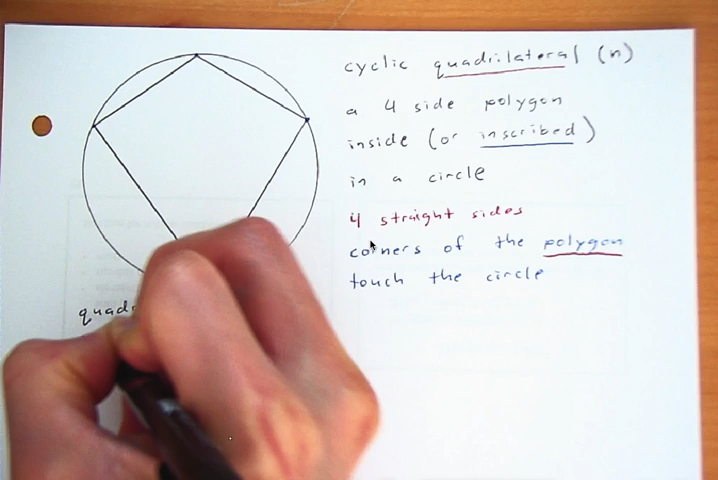 cyclic quadrilateral (n)
a 4 side polygon
inside (or inscribed)
in a circle
4 straight sides
corners of the polygon
touch the circle
quadr